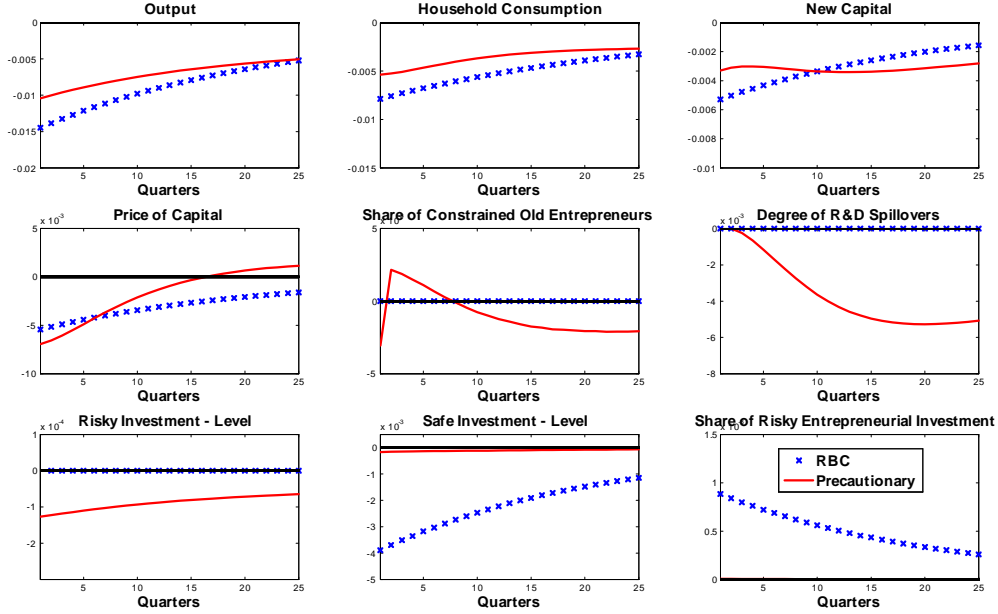 Output
0
-0.005
-0.01
-0.015
-0.02
5 10 15 20 25
Quarters
Household Consumption
0
-0.005
-0.01
-0.015
5 10 15 20 25
Quarters
New Capital
0
-0.002
-0.004
-0.006
-0.008
-0.01
5 10 15 20 25
Quarters
Price of Capital
x 10⁻³
5
0
-5
-10
5 10 15 20 25
Quarters
Share of Constrained Old Entrepreneurs
5
0
-5
5 10 15 20 25
Quarters
Degree of R&D Spillovers
x 10⁻³
0
-2
-4
-6
-8
5 10 15 20 25
Quarters
Risky Investment - Level
x 10⁻⁴
1
0
-1
-2
5 10 15 20 25
Quarters
Safe Investment - Level
x 10⁻³
0
-1
-2
-3
-4
-5
5 10 15 20 25
Quarters
Share of Risky Entrepreneurial Investment
1.5
1
0.5
0
RBC
Precautionary
5 10 15 20 25
Quarters